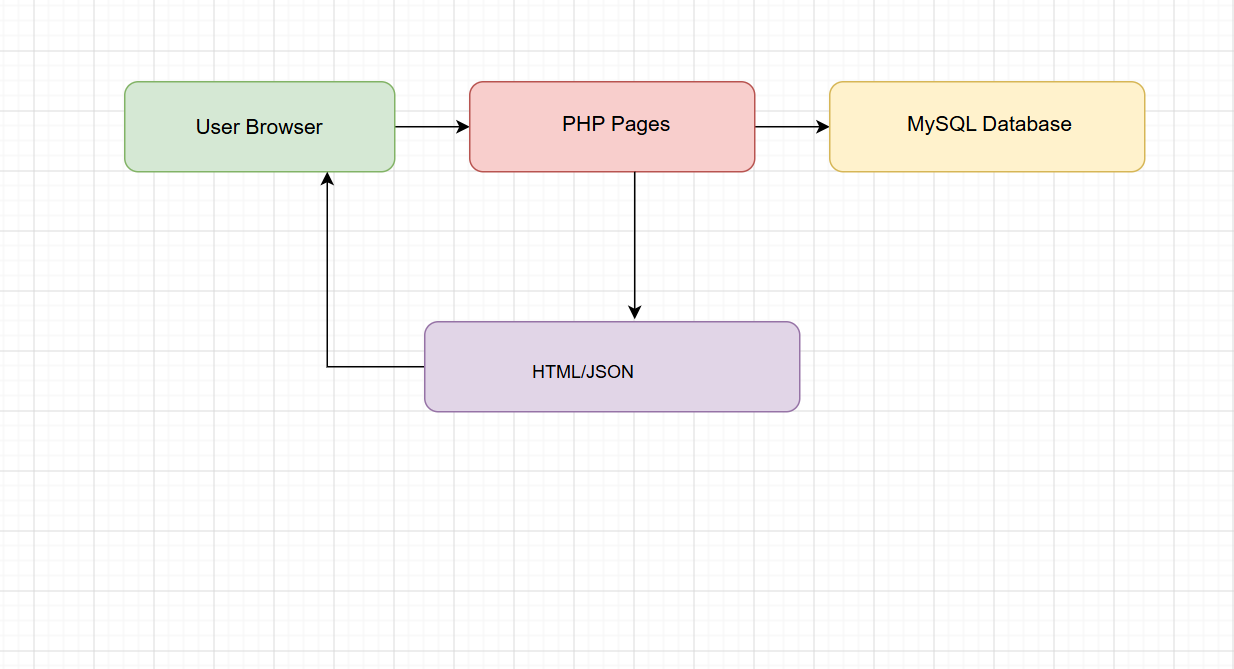 User Browser
PHP Pages
MySQL Database
HTML/JSON